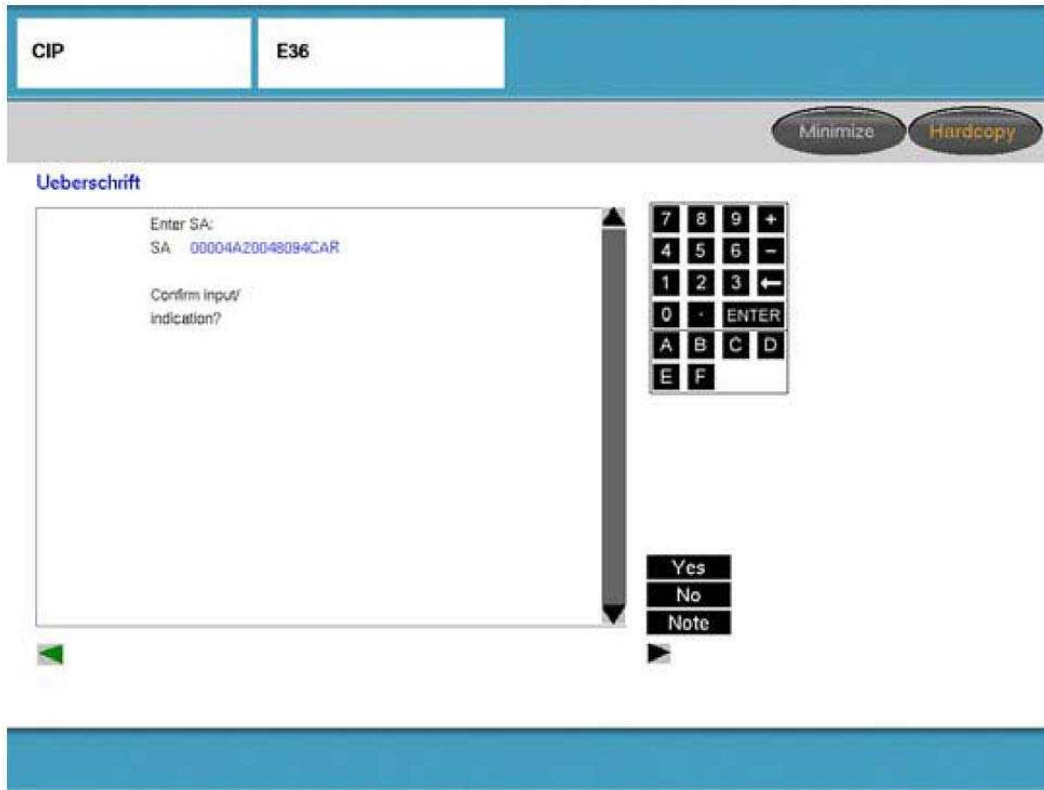 CIP
E36
Minimize
Hardcopy
Ueberschrift
Enter SA:
SA 00004A20048094CAR
Confirm input/
indication?
7 8 9 +
4 5 6 -
1 2 3 ←
0 . ENTER
A B C D
E F
Yes
No
Note